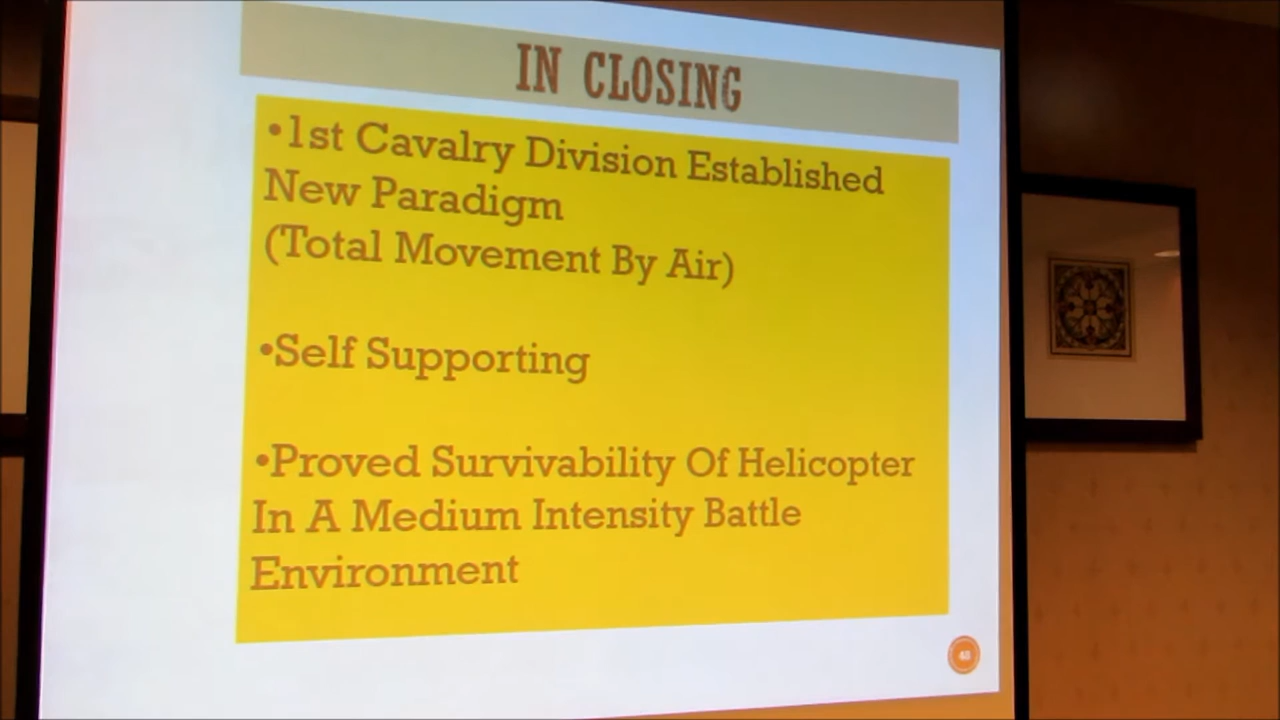 IN CLOSING
•1st Cavalry Division Established
New Paradigm
(Total Movement By Air)
•Self Supporting
•Proved Survivability Of Helicopter
In A Medium Intensity Battle
Environment